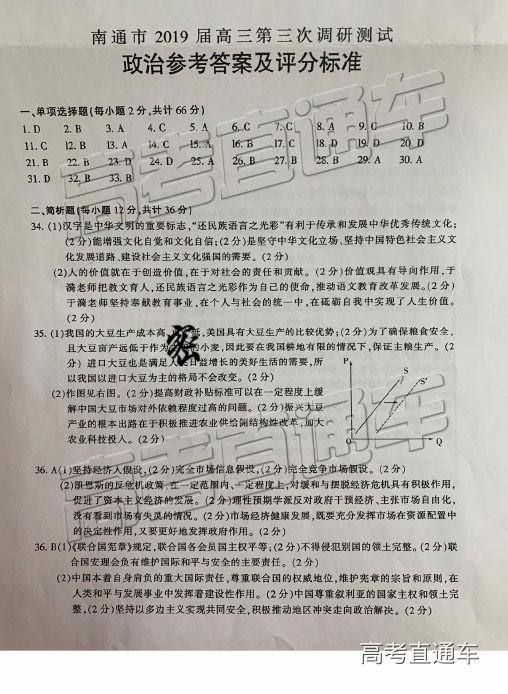 南通市 2019 届高三第三次调研测试
政治参考答案及评分标准
一、单项选择题(每小题 2 分,共计 66 分)
1. D 2. B 3. A 4. C 5. A 6. C 7. C 8. A 9. C 10. B
11. C 12. B 13. A 14. C 15. A 16. B 17. C 18. D 19. D 20. D
21. B 22. B 23. D 24. D 25. A 26. B 27. B 28. B 29. A 30. A
31. D 32. B 33. B
二、简析题(每小题 12 分,共计 36 分)
34. (1)汉字是中华文明的重要标志,“还民族语言之光彩”有利于传承和发展中华优秀传统文化;
(2 分)能增强文化自觉和文化自信;(2 分)是坚守中华文化立场、坚持中国特色社会主义文
化发展道路,建设社会主义文化强国的需要。(2 分)
(2)人的价值就在于创造价值,在于对社会的责任和贡献。(2 分)价值观具有导向作用,于
漪老师把教文育人,还民族语言之光彩作为自己的使命,推动语文教育改革发展。(2 分)
于漪老师坚持奉献教育事业,在个人与社会的统一中,在砥砺自我中实现了人生价值。
(2 分)
35. (1)我国的大豆生产成本高 低,美国具有大豆生产的比较优势;(2 分)为了确保粮食安全,
且大豆亩产远低于作为 的小麦,因此要在我国耕地有限的情况下,保证主粮生产。(2
分) 进口大豆也是满足人 日益增长的美好生活的需要,所
以我国以进口大豆为主的格局不会改变。(2 分)
(2)作图见右图。(2 分)提高财政补贴标准可以在一定程度上缓
解中国大豆市场对外依赖程度过高的问题。(2 分)振兴大豆
产业的根本出路在于积极推进农业供给侧结构性改革,加大
农业科技投入。(2 分)
P
S
S'
O
Q
36. A(1)坚持经济人假设,(2 分)完全市场信息假设,(2 分)完全竞争市场假设。(2 分)
(2)凯恩斯的反危机政策,在一定范围内、一定程度上,对缓和与摆脱经济危机具有积极作用,
促进了资本主义经济的发展。(2 分)理性预期学派反对政府干预经济、主张市场自由化,
没有看到市场有失灵的情况。(2 分)市场经济健康发展,既要充分发挥市场在资源配置中
的决定性作用,又要更好地发挥政府作用。(2 分)
36. B(1)《联合国宪章》规定,联合国各会员国主权平等;(2 分)不得侵犯别国的领土完整。(2 分)联
合国安理会负有维护国际和平与安全的主要责任。(2 分)
(2)中国本着自身肩负的重大国际责任,尊重联合国的权威地位,维护宪章的宗旨和原则,在
人类和平与发展事业中发挥着建设性作用。(2 分)中国尊重叙利亚的国家主权和领土完
整,(2 分)坚持以多边主义实现共同安全,积极推动地区冲突走向政治解决。(2 分)
高考直通车
高考直通车
高考直通车
高考直通车